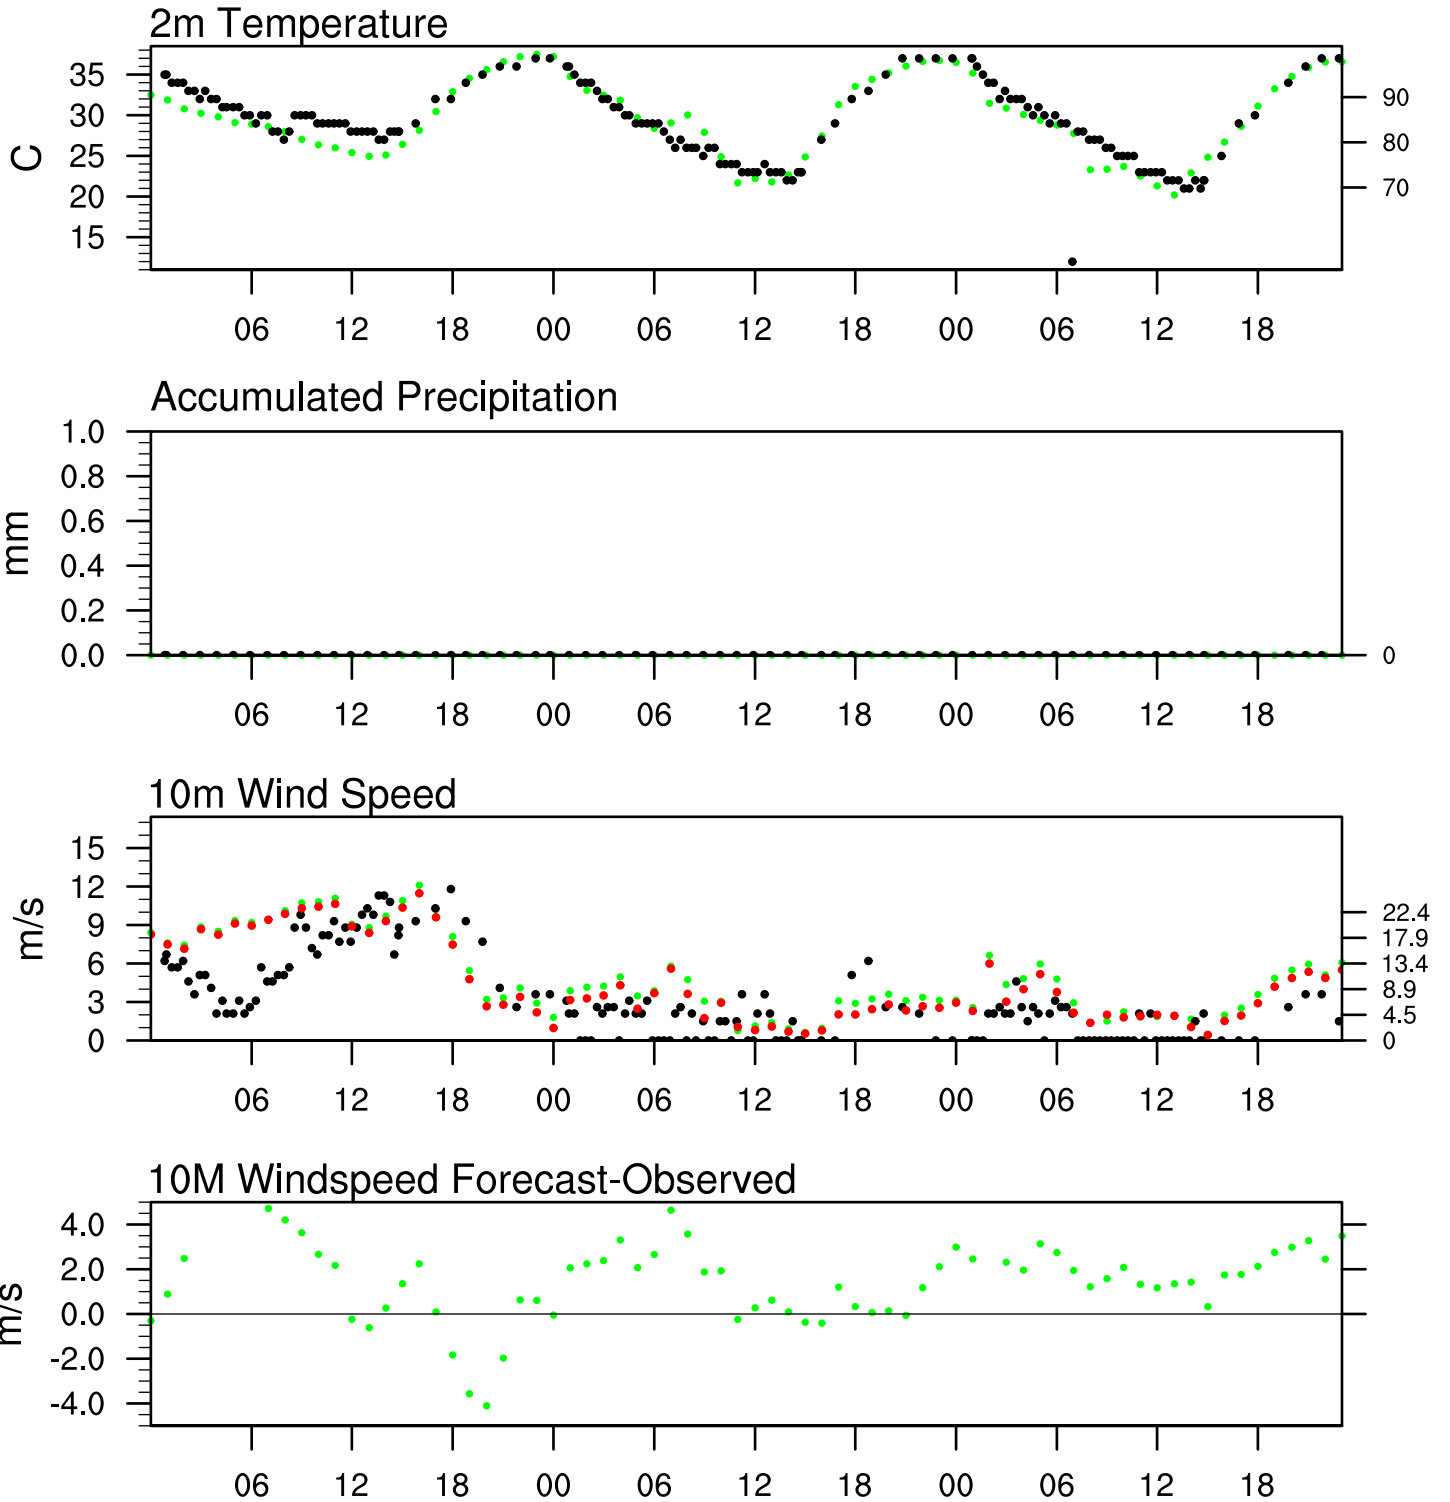 2m Temperature
C
35
30
25
20
15
90
80
70
06 12 18 00 06 12 18 00 06 12 18
Accumulated Precipitation
mm
1.0
0.8
0.6
0.4
0.2
0.0
0
06 12 18 00 06 12 18 00 06 12 18
10m Wind Speed
m/s
15
12
9
6
3
0
22.4
17.9
13.4
8.9
4.5
0
06 12 18 00 06 12 18 00 06 12 18
10M Windspeed Forecast-Observed
m/s
4.0
2.0
0.0
-2.0
-4.0
06 12 18 00 06 12 18 00 06 12 18